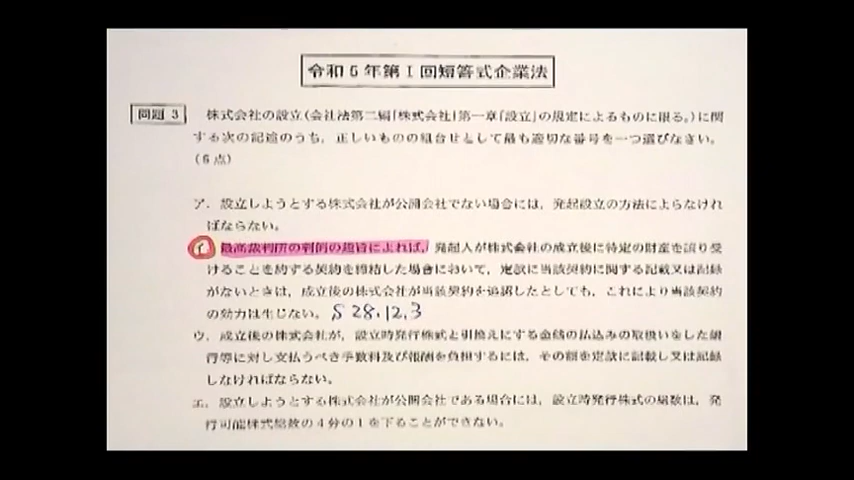 令和6年第Ⅰ回短答式企業法
問題3 株式会社の設立(会社法第二編「株式会社」第一章「設立」の規定によるものに限る。)に関
する次の記述のうち、正しいものの組合せとして最も適切な番号を一つ選びなさい。
(6点)
ア.設立しようとする株式会社が公開会社でない場合には、発起設立の方法によらなけれ
ばならない。
イ 最高裁判所の判例の趣旨によれば、発起人が株式会社の成立後に特定の財産を譲り受
けることを約する契約を締結した場合において、定款に当該契約に関する記載又は記録
がないときは、成立後の株式会社が当該契約を追認したとしても、これにより当該契約
の効力は生じない。 S 28.12.3
ウ.成立後の株式会社が、設立時発行株式と引換えにする金銭の払込みの取扱いをした銀
行等に対し支払うべき手数料及び報酬を負担するには、その額を定款に記載し又は記録
しなければならない。
エ.設立しようとする株式会社が公開会社である場合には、設立時発行株式の総数は、発
行可能株式総数の4分の1を下ることができない。